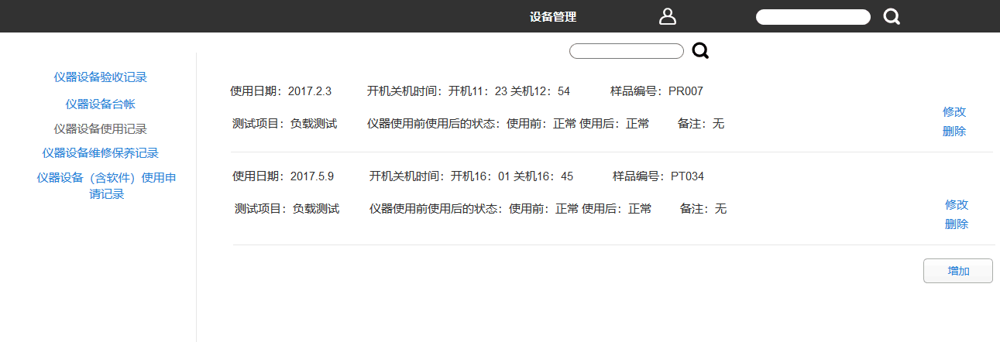 设备管理
仪器设备验收记录
仪器设备台帐
仪器设备使用记录
仪器设备维修保养记录
仪器设备（含软件）使用申
请记录
使用日期：2017.2.3 开机关机时间：开机11：23 关机12：54 样品编号：PR007
测试项目：负载测试 仪器使用前使用后的状态：使用前：正常 使用后：正常 备注：无
修改
删除
使用日期：2017.5.9 开机关机时间：开机16：01 关机16：45 样品编号：PT034
测试项目：负载测试 仪器使用前使用后的状态：使用前：正常 使用后：正常 备注：无
修改
删除
增加